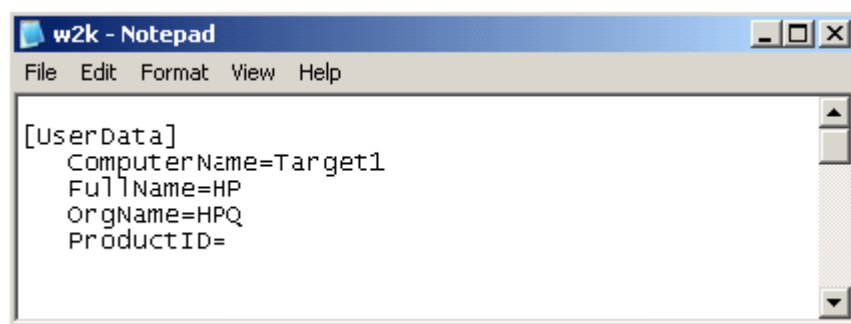 w2k - Notepad
File Edit Format View Help
[UserData]
ComputerName=Target1
FullName=HP
OrgName=HPQ
ProductID=